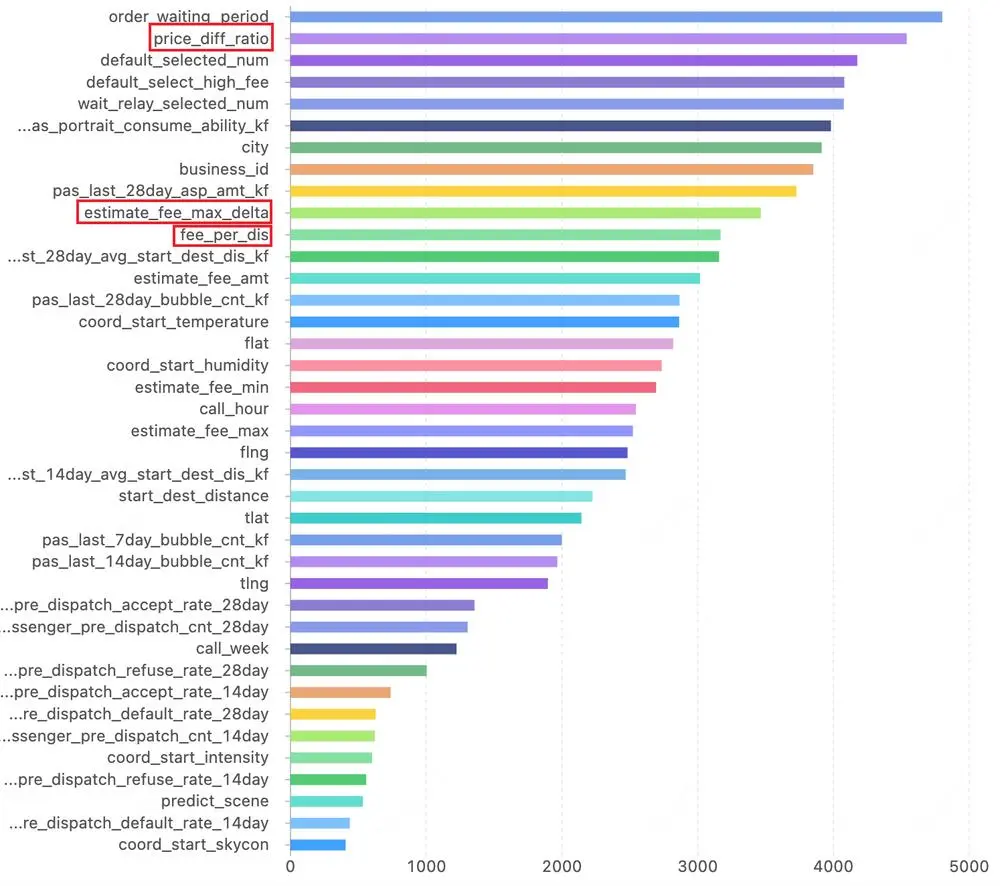 order_waiting_period
price_diff_ratio
default_selected_num
default_select_high_fee
wait_relay_selected_num
...as_portrait_consume_ability_kf
city
business_id
pas_last_28day_asp_amt_kf
estimate_fee_max_delta
fee_per_dis
...st_28day_avg_start_dest_dis_kf
estimate_fee_amt
pas_last_28day_bubble_cnt_kf
coord_start_temperature
flat
coord_start_humidity
estimate_fee_min
call_hour
estimate_fee_max
flng
...st_14day_avg_start_dest_dis_kf
start_dest_distance
tlat
pas_last_7day_bubble_cnt_kf
pas_last_14day_bubble_cnt_kf
tlng
...pre_dispatch_accept_rate_28day
...ssenger_pre_dispatch_cnt_28day
call_week
...pre_dispatch_refuse_rate_28day
...pre_dispatch_accept_rate_14day
...re_dispatch_default_rate_28day
...ssenger_pre_dispatch_cnt_14day
coord_start_intensity
...pre_dispatch_refuse_rate_14day
predict_scene
...re_dispatch_default_rate_14day
coord_start_skycon
0 1000 2000 3000 4000 5000